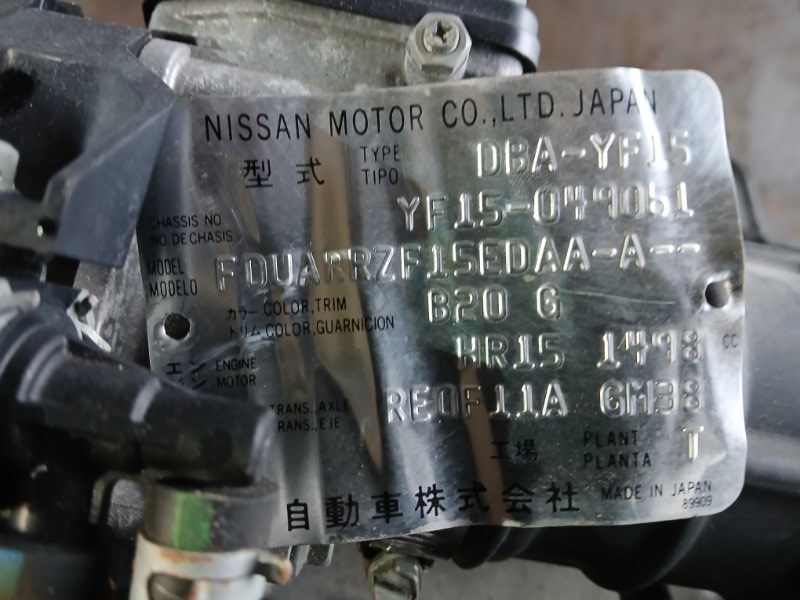 NISSAN MOTOR CO.,LTD. JAPAN
型式 TYPE TIPO DBA-YF15
CHASSIS NO NO.DE CHASIS YF15-049061
MODEL MODELO FDUARRZF15EDAA-A--
カラー COLOR,TRIM B20 G
トリム COLOR,GUARNICION
エンジン ENGINE MOTOR HR15 1498 CC
TRANS.,AXLE TRANS.,EJE RE0F11A GM38
工場 PLANT PLANTA T
自動車株式会社 MADE IN JAPAN
89909